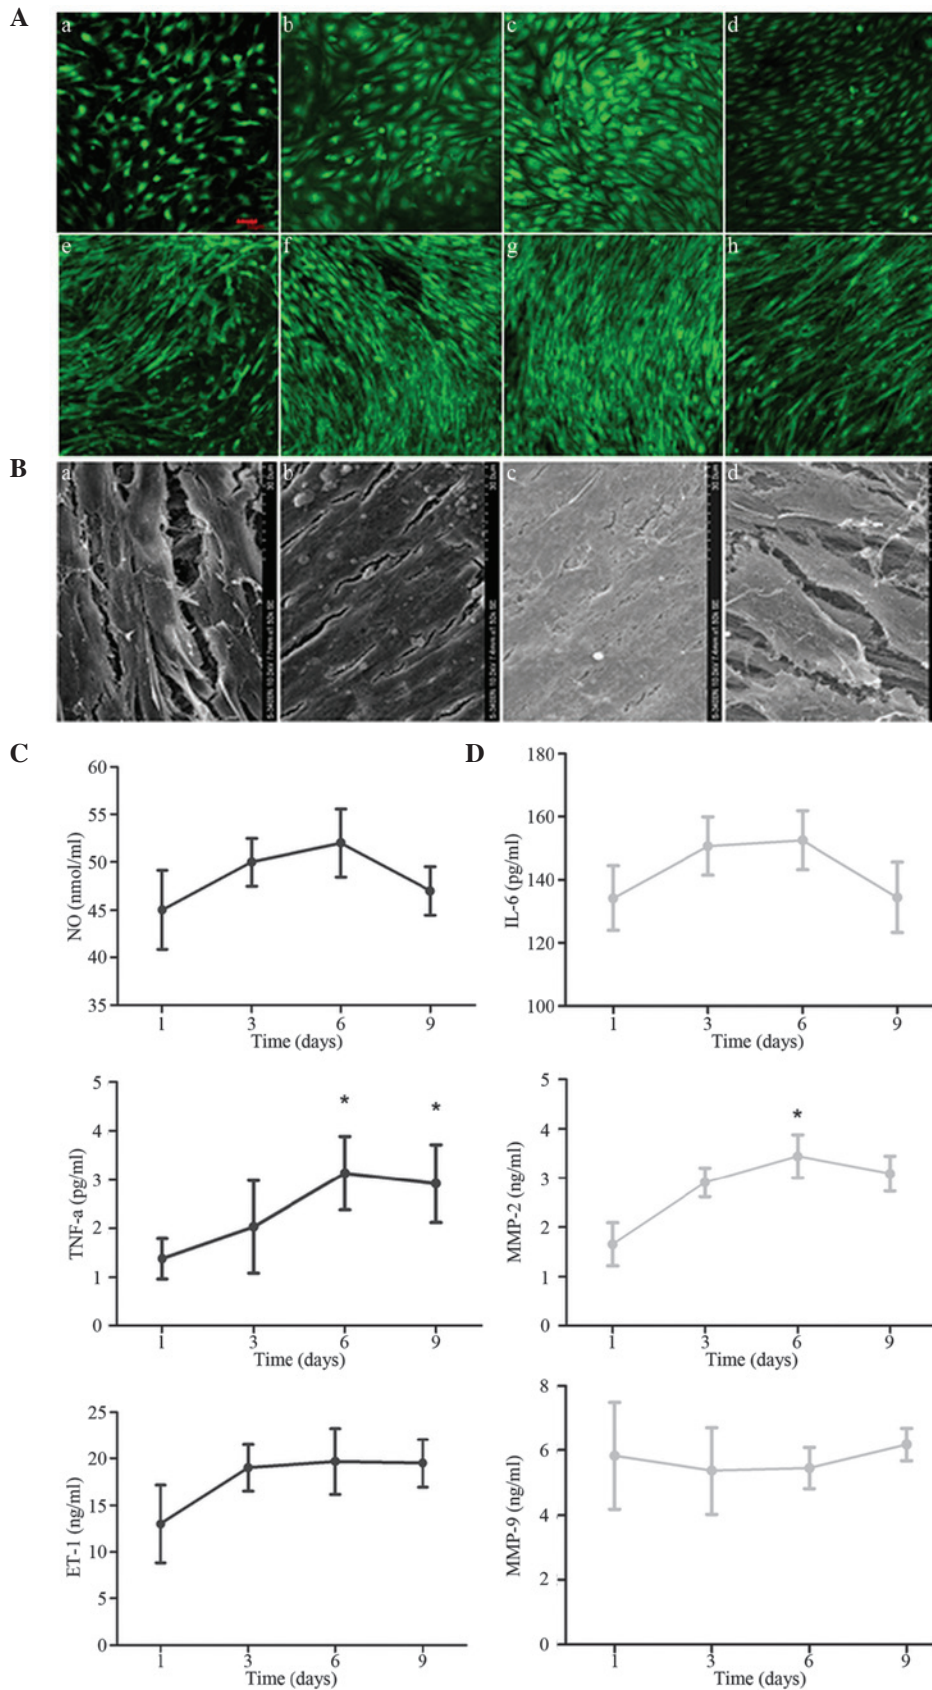 A
a
b
c
d
e
f
g
h
B
a
b
c
d
C
60
55
50
45
40
35
NO (nmol/ml)
1 3 6 9
Time (days)
D
180
160
140
120
100
IL-6 (pg/ml)
1 3 6 9
Time (days)
5
4
3
2
1
0
TNF-a (pg/ml)
* *
1 3 6 9
Time (days)
5
4
3
2
1
0
MMP-2 (ng/ml)
*
1 3 6 9
Time (days)
25
20
15
10
5
0
ET-1 (ng/ml)
1 3 6 9
Time (days)
8
6
4
2
0
MMP-9 (ng/ml)
1 3 6 9
Time (days)